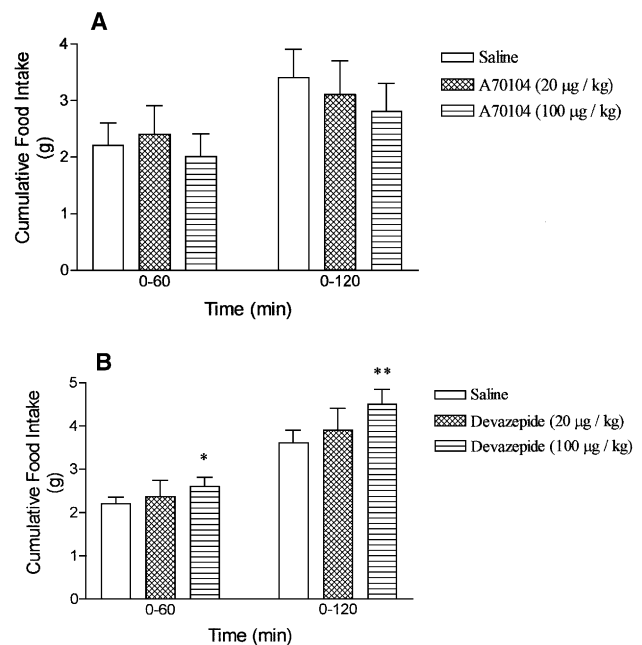 A
Cumulative Food Intake
(g)
4
3
2
1
0
0-60
0-120
Time (min)
Saline
A70104 (20 µg / kg)
A70104 (100 µg / kg)
B
Cumulative Food Intake
(g)
5
4
3
2
1
0
*
**
0-60
0-120
Time (min)
Saline
Devazepide (20 µg / kg)
Devazepide (100 µg / kg)